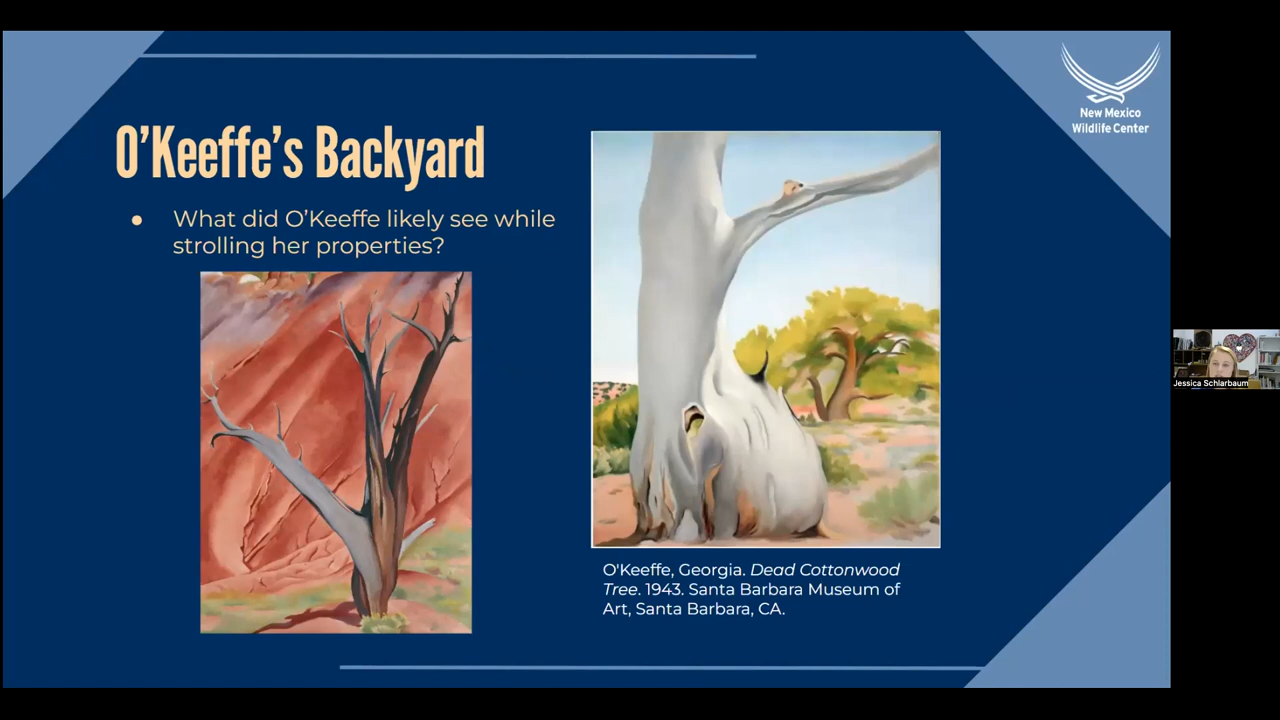 New Mexico
Wildlife Center
O'Keeffe's Backyard
● What did O'Keeffe likely see while
strolling her properties?
O'Keeffe, Georgia. Dead Cottonwood
Tree. 1943. Santa Barbara Museum of
Art, Santa Barbara, CA.
Jessica Schlarbaum